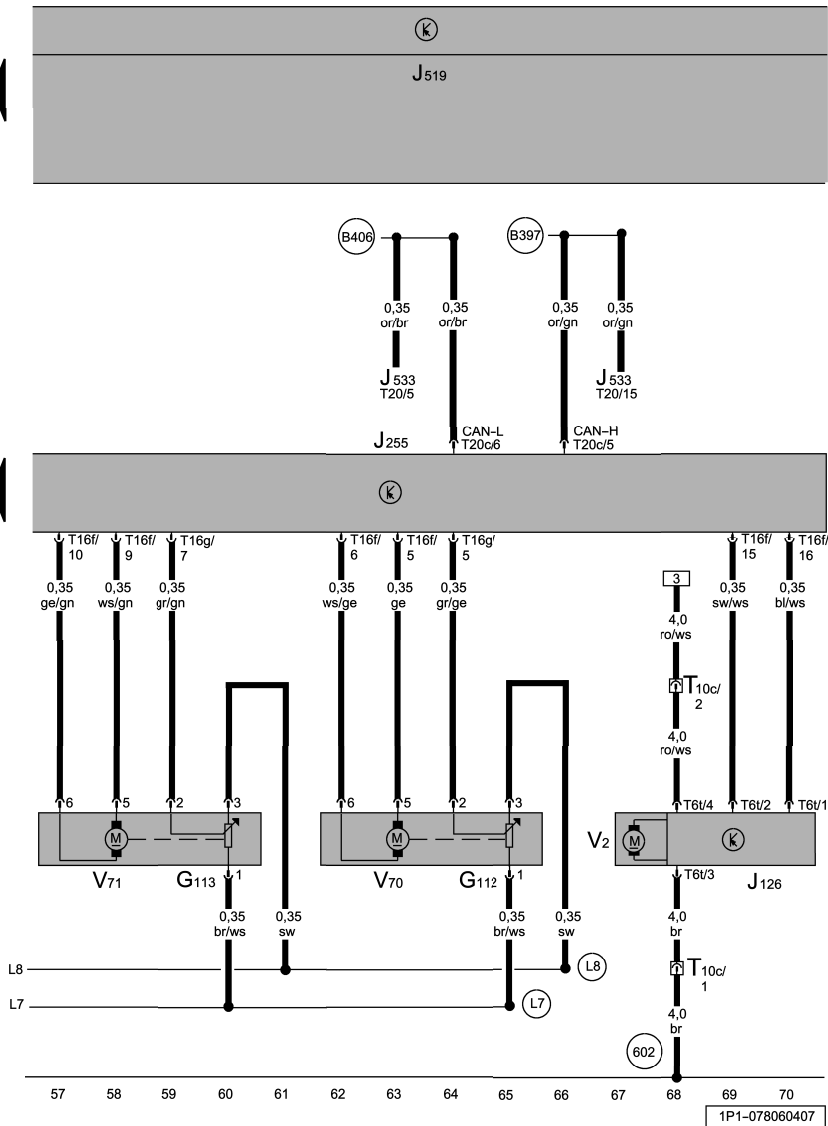 J519
B406
B397
0,35 or/br
0,35 or/br
0,35 or/gn
0,35 or/gn
J533
T20/5
J533
T20/15
J255
CAN-L
T20c/6
CAN-H
T20c/5
T16f/ 10
T16f/ 9
T16g/ 7
T16f/ 6
T16f/ 5
T16g/ 5
T16f/ 15
T16f/ 16
0,35 ge/gn
0,35 ws/gn
0,35 gr/gn
0,35 ws/ge
0,35 ge
0,35 gr/ge
3
0,35 sw/ws
0,35 bl/ws
4,0 ro/ws
T10c/ 2
4,0 ro/ws
6
5
2
3
6
5
2
3
T6t/4
T6t/2
T6t/1
M
M
V2
M
V71
G113
1
V70
G112
1
T6t/3
J126
0,35 br/ws
0,35 sw
0,35 br/ws
0,35 sw
4,0 br
L8
L8
T10c/ 1
L7
L7
4,0 br
602
57 58 59 60 61 62 63 64 65 66 67 68 69 70
1P1-078060407